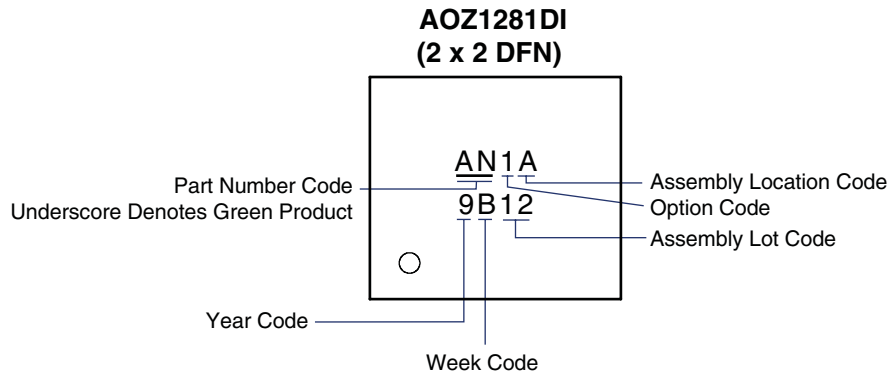 AOZ1281DI
(2 x 2 DFN)
AN1A
Part Number Code
Underscore Denotes Green Product
Assembly Location Code
Option Code
9B12
Assembly Lot Code
Year Code
Week Code